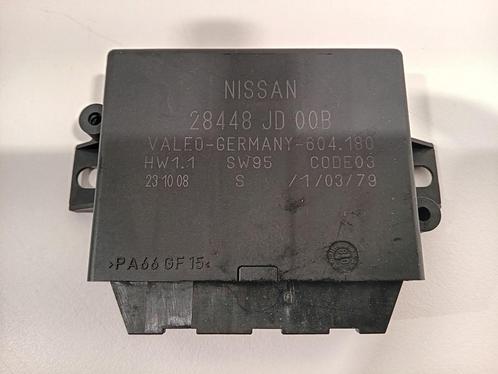 NISSAN
28448 JD 00B
VALEO-GERMANY-604.180
HW1.1 SW95 CODE03
23 10 08 S /1/03/79
>PA66 GF15<